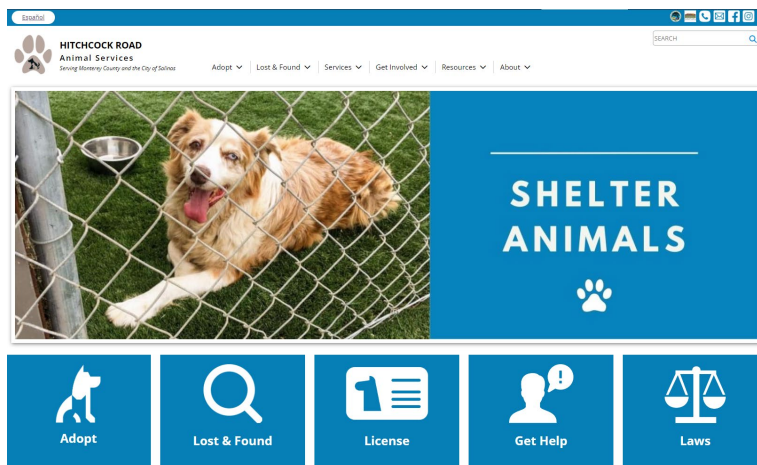 Español
SEARCH
HITCHCOCK ROAD
Animal Services
Serving Monterey County and the City of Salinas
Adopt Lost & Found Services Get Involved Resources About
SHELTER
ANIMALS
Adopt Lost & Found License Get Help Laws